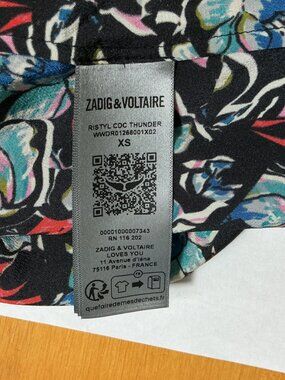 ZADIG & VOLTAIRE
RISTYL CDC THUNDER
WWDR01268001X02
XS
00001000007343
RN 116 202
ZADIG & VOLTAIRE
LOVES YOU
11 Avenue d'Iéna
75116 Paris - FRANCE
quefairedemesdechets.fr